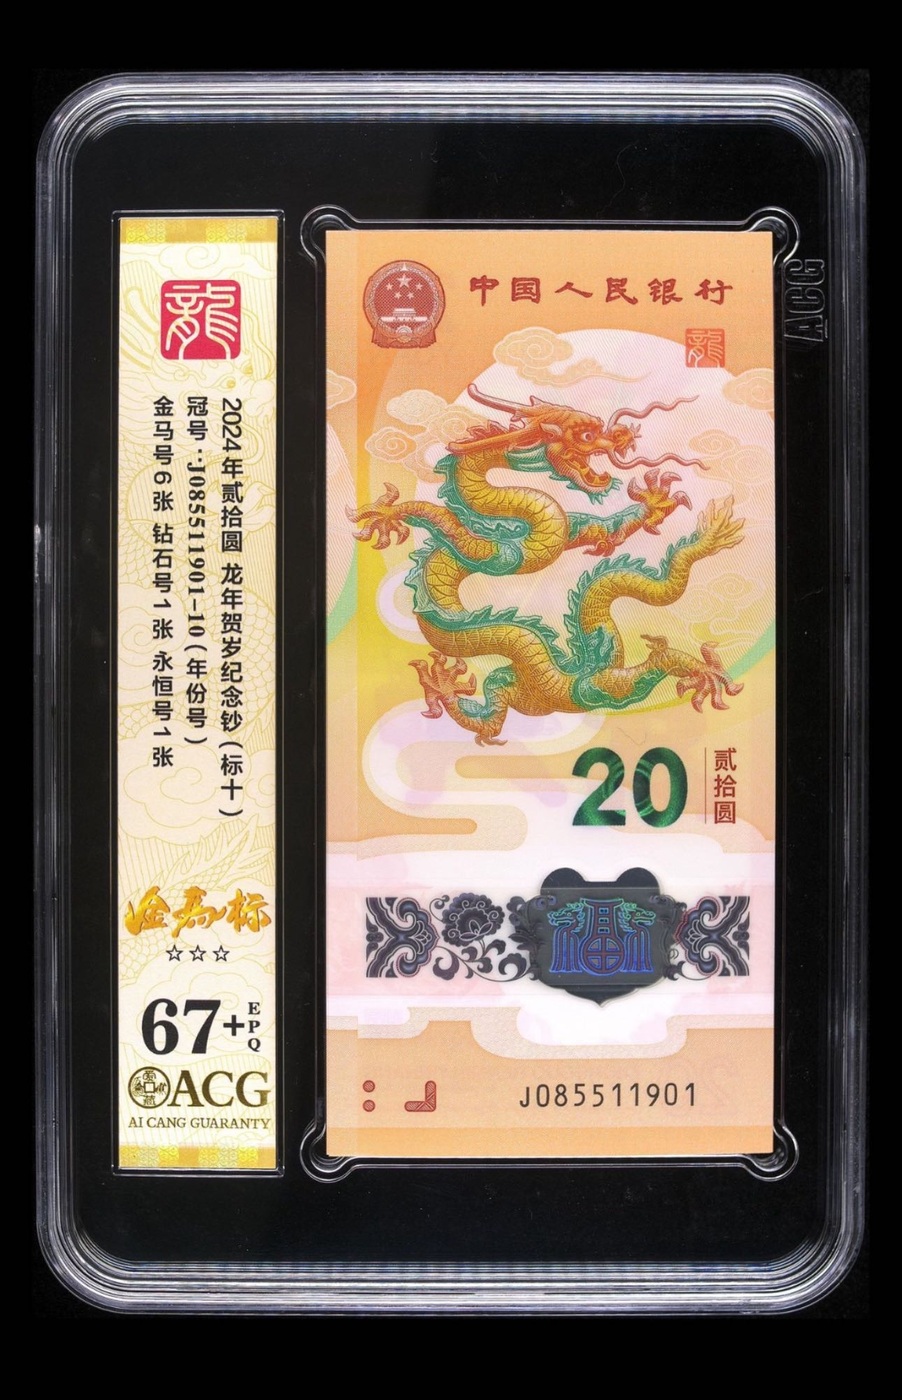 龍
2024年贰拾圆 龙年贺岁纪念钞(标十)
冠号:J085511901-10(年份号)
金马号6张 钻石号1张 永恒号1张
金马标
☆☆☆
67+
EPQ
ACG
AI CANG GUARANTY
中国人民银行
龍
20
贰拾圆
J085511901
ACG